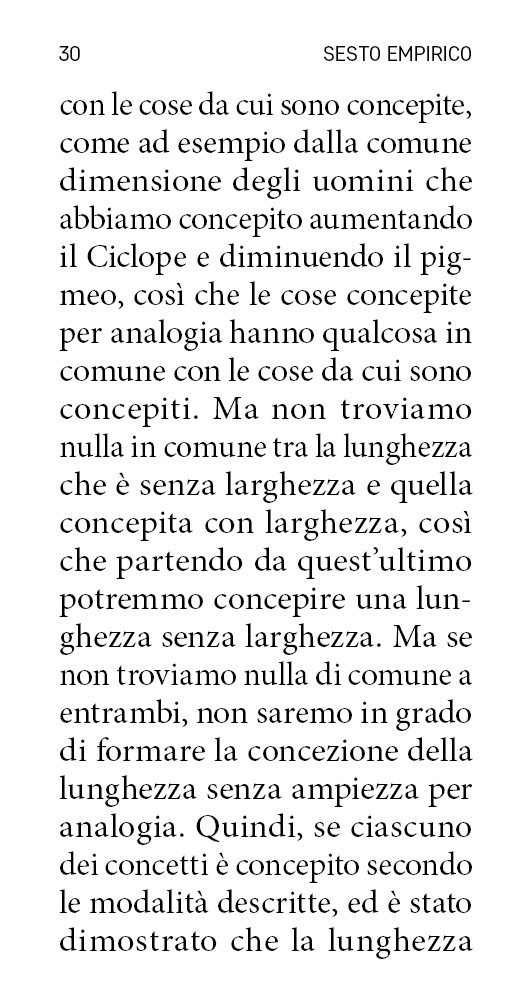 30 SESTO EMPIRICO
con le cose da cui sono concepite,
come ad esempio dalla comune
dimensione degli uomini che
abbiamo concepito aumentando
il Ciclope e diminuendo il pig-
meo, così che le cose concepite
per analogia hanno qualcosa in
comune con le cose da cui sono
concepiti. Ma non troviamo
nulla in comune tra la lunghezza
che è senza larghezza e quella
concepita con larghezza, così
che partendo da quest’ultimo
potremmo concepire una lun-
ghezza senza larghezza. Ma se
non troviamo nulla di comune a
entrambi, non saremo in grado
di formare la concezione della
lunghezza senza ampiezza per
analogia. Quindi, se ciascuno
dei concetti è concepito secondo
le modalità descritte, ed è stato
dimostrato che la lunghezza